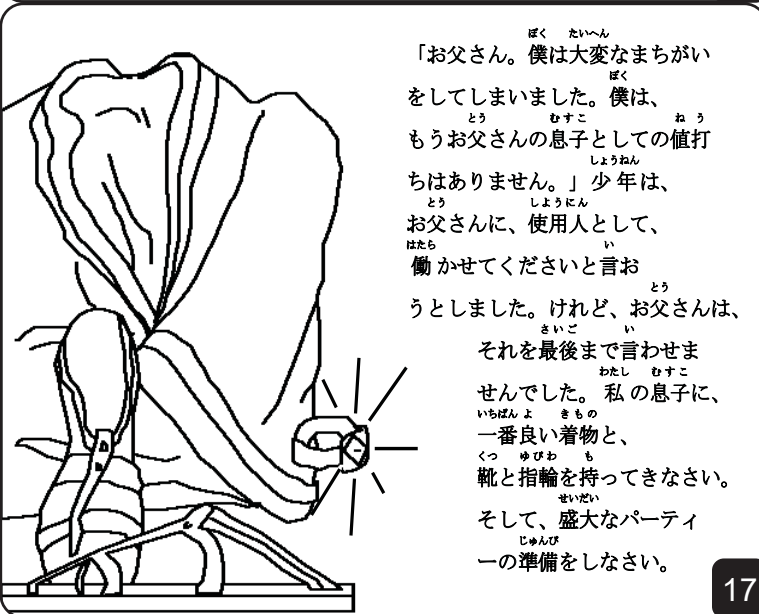 「お父さん。僕は大変なまちがい
をしてしまいました。僕は、
もうお父さんの息子としての値打
ちはありません。」少年は、
お父さんに、使用人として、
働かせてくださいと言お
うとしました。けれど、お父さんは、
それを最後まで言わせま
せんでした。私の息子に、
一番良い着物と、
靴と指輪を持ってきなさい。
そして、盛大なパーティ
ーの準備をしなさい。
17